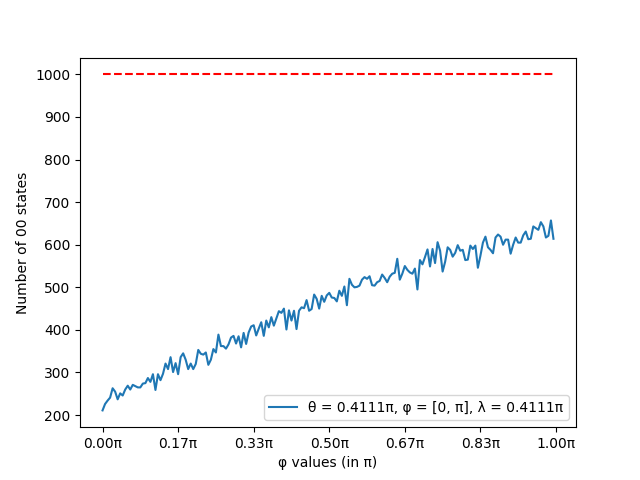 1000
900
800
700
600
500
400
300
200
Number of 00 states
θ = 0.4111π, φ = [0, π], λ = 0.4111π
0.00π 0.17π 0.33π 0.50π 0.67π 0.83π 1.00π
φ values (in π)